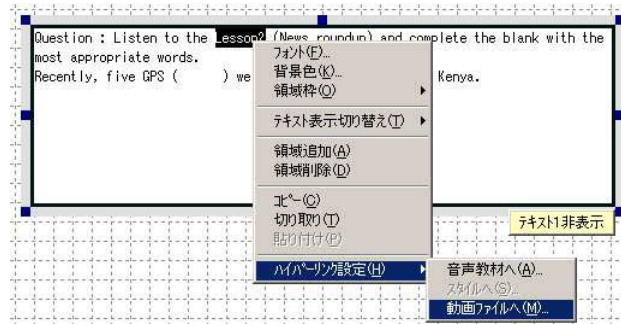 Question : Listen to the Lesson2 (News roundup) and complete the blank with the
most appropriate words.
Recently, five GPS (      ) we
Kenya.
フォント(F)...
背景色(K)...
領域枠(O)
テキスト表示切り替え(T)
領域追加(A)
領域削除(D)
コピー(C)
切り取り(T)
貼り付け(P)
ハイパーリンク設定(H)
テキスト1非表示
音声教材へ(A)...
スタイルへ(S)...
動画ファイルへ(M)...